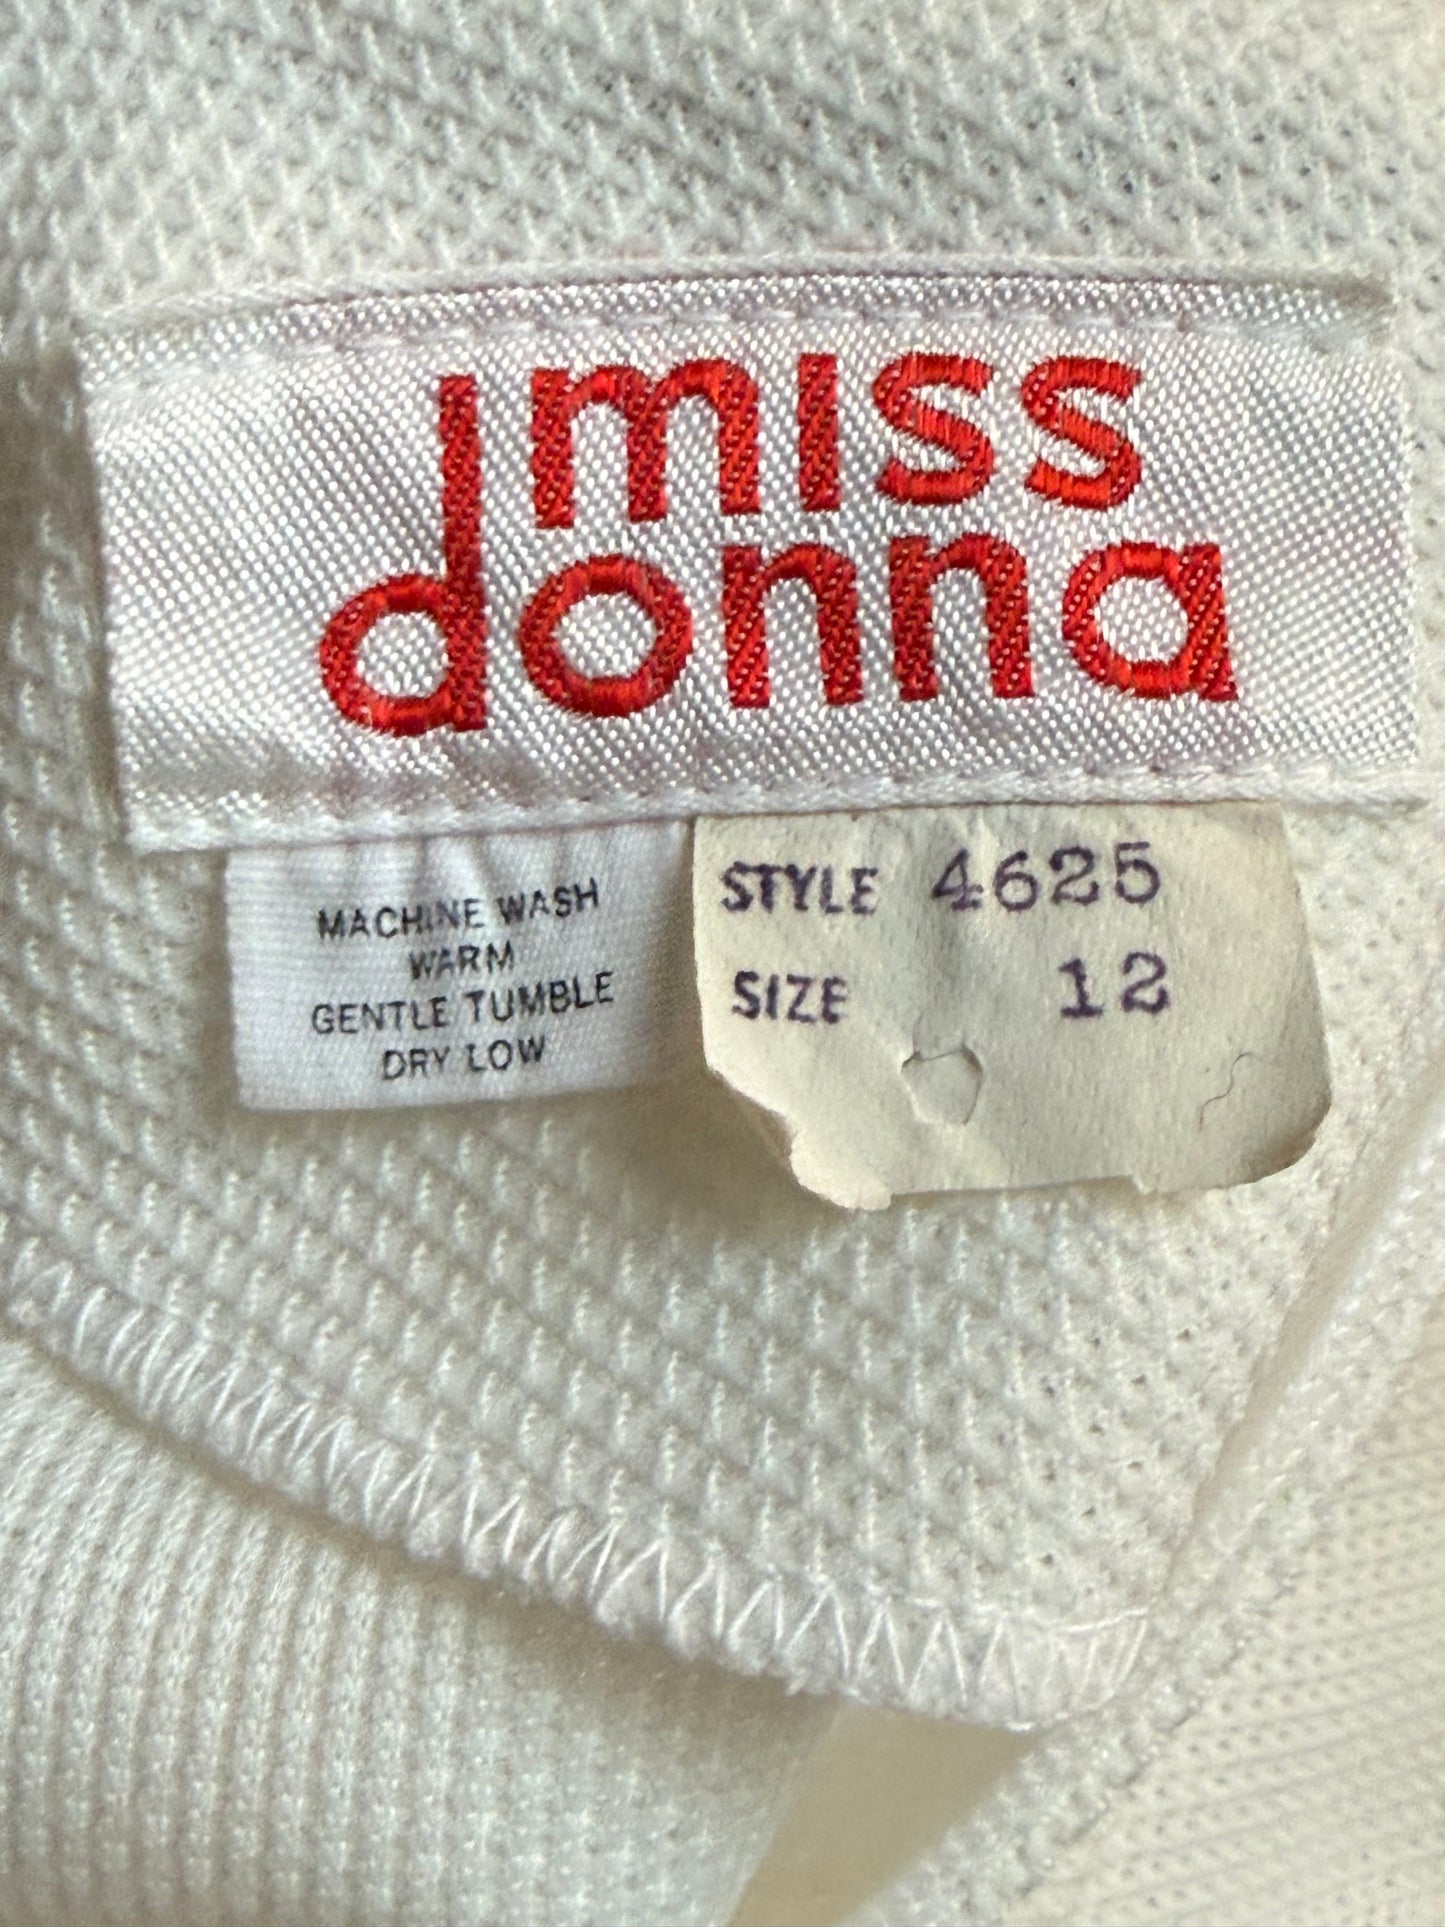 miss
donna
MACHINE WASH
WARM
GENTLE TUMBLE
DRY LOW
STYLE 4625
SIZE 12